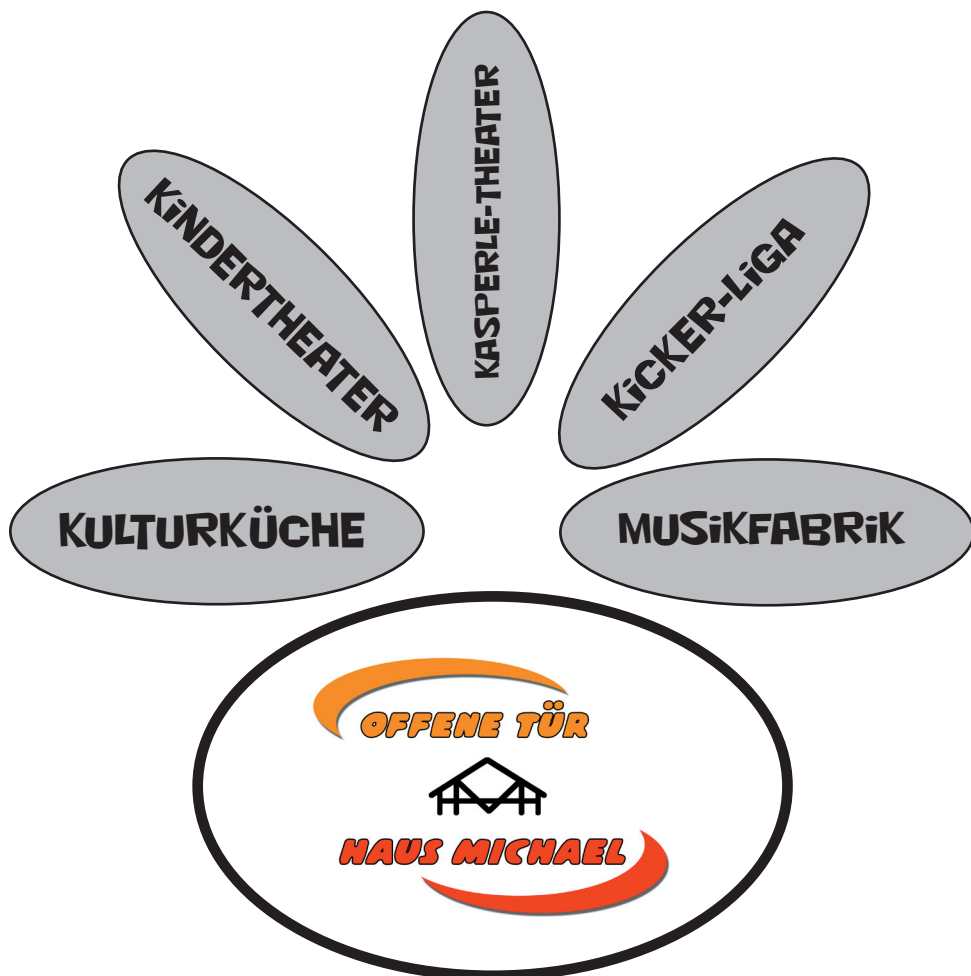 KASPERLE-THEATER
KiNDERTHEATER
KiCKER-LiGA
KULTURKÜCHE
MUSiKFABRiK
OFFENE TÜR
HAUS MICHAEL